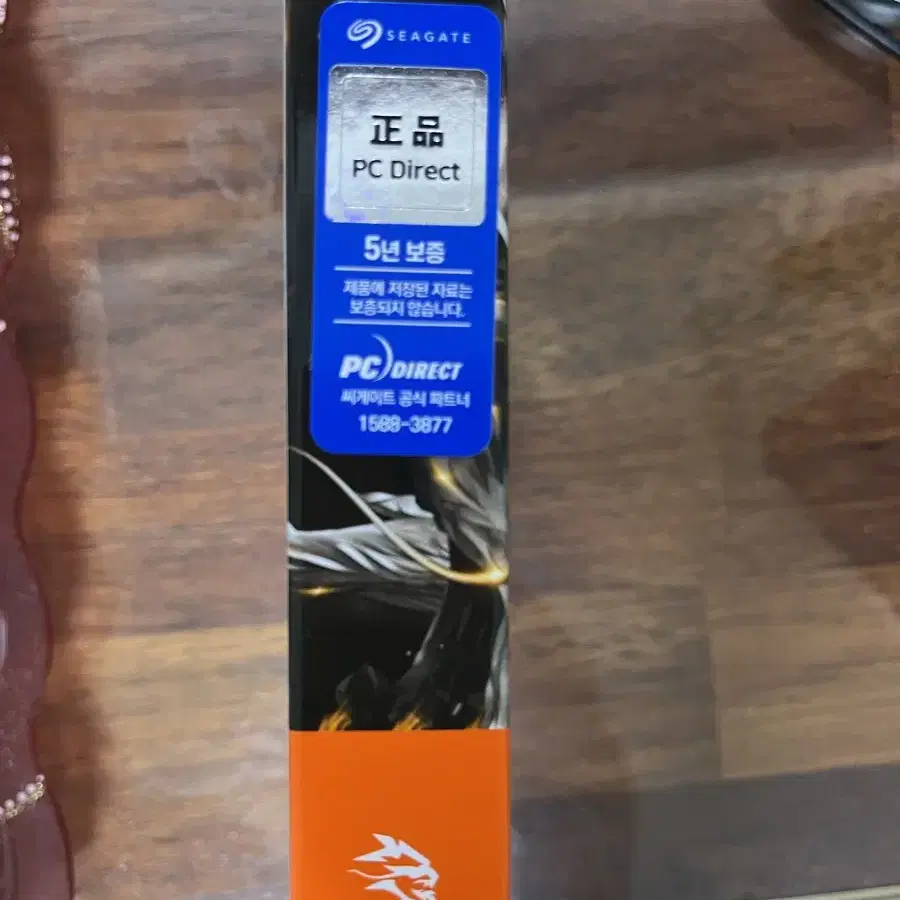 SEAGATE
正品
PC Direct
5년 보증
제품에 저장된 자료는
보증되지 않습니다.
PC DIRECT
씨게이트 공식 파트너
1588-3877